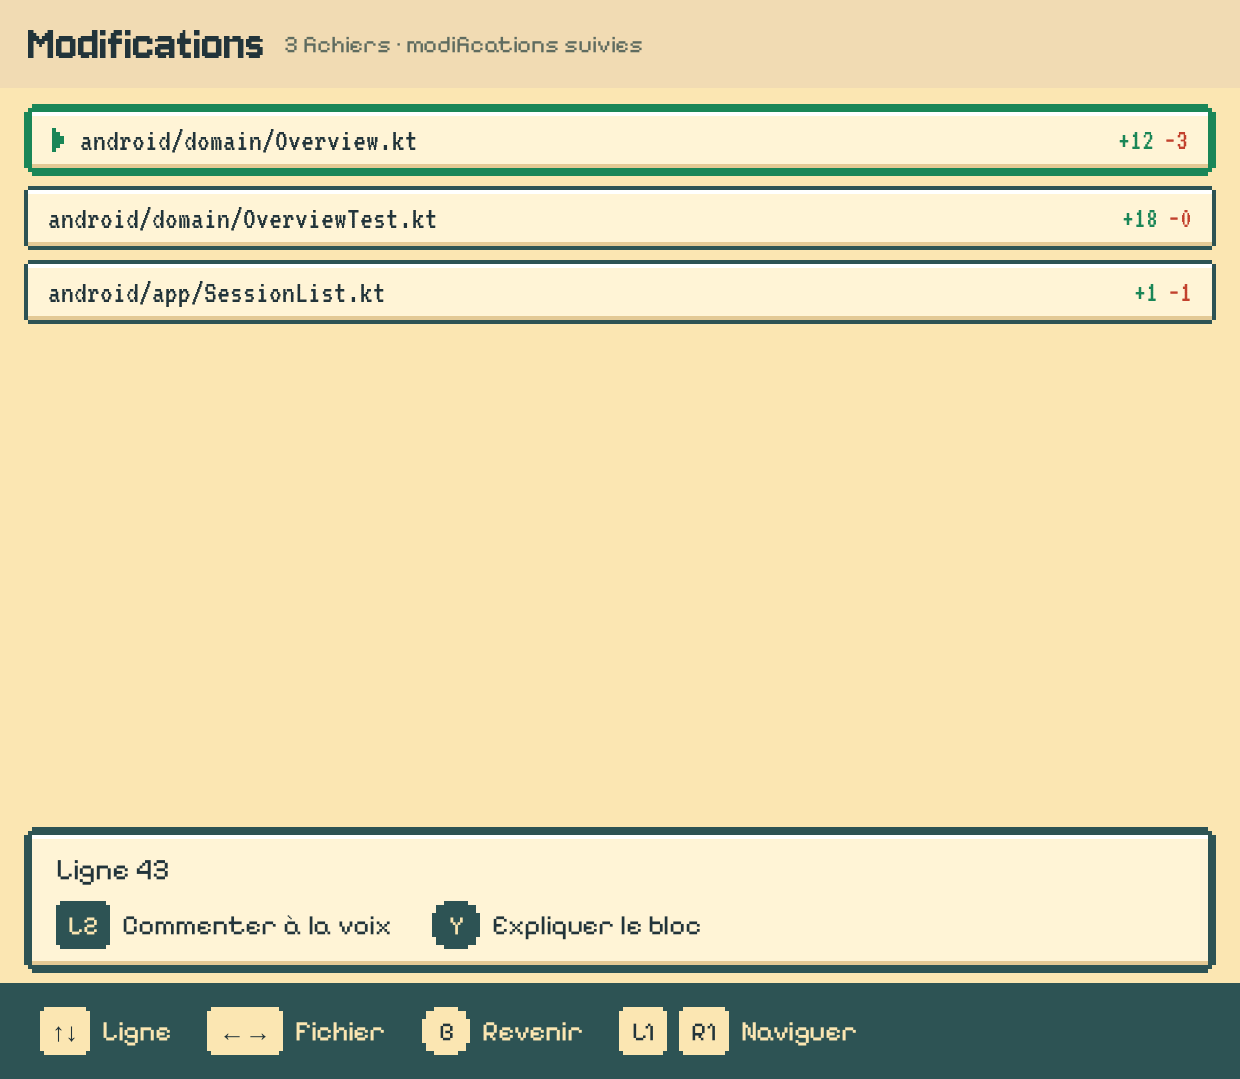 Modifications 3 fichiers · modifications suivies
android/domain/Overview.kt +12 -3
android/domain/OverviewTest.kt +18 -0
android/app/SessionList.kt +1 -1
Ligne 43
L2 Commenter à la voix Y Expliquer le bloc
↑↓ Ligne ←→ Fichier B Revenir L1 R1 Naviguer